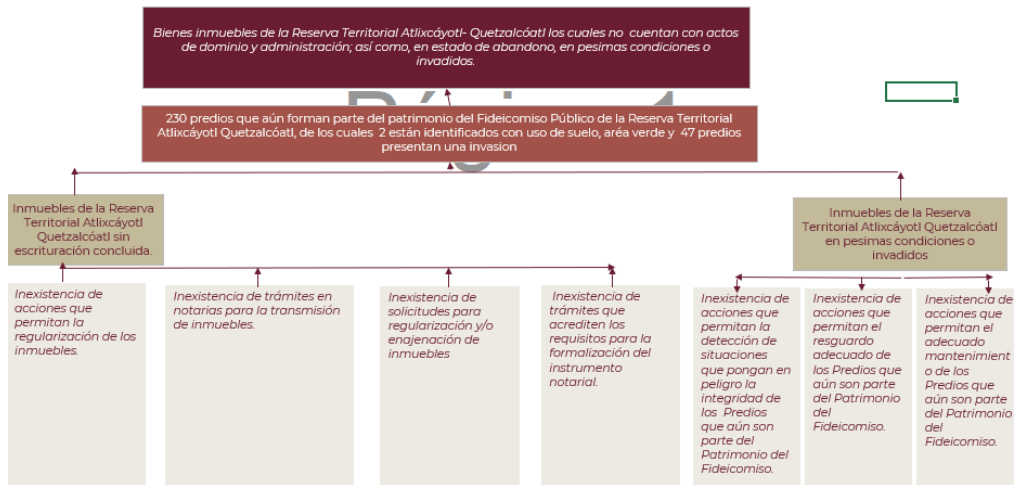 Bienes inmuebles de la Reserva Territorial Atlixcáyotl- Quetzalcóatl los cuales no cuentan con actos
de dominio y administración; así como, en estado de abandono, en pesimas condiciones o
invadidos.
230 predios que aún forman parte del patrimonio del Fideicomiso Público de la Reserva Territorial
Atlixcáyotl Quetzalcóatl, de los cuales 2 están identificados con uso de suelo, aréa verde y 47 predios
presentan una invasion
Inmuebles de la Reserva
Territorial Atlixcáyotl
Quetzalcóatl sin
escrituración concluida.
Inmuebles de la Reserva
Territorial Atlixcáyotl Quetzalcóatl
en pesimas condiciones o
invadidos
Inexistencia de
acciones que
permitan la
regularización de los
inmuebles.
Inexistencia de trámites en
notarias para la transmisión
de inmuebles.
Inexistencia de
solicitudes para
regularización y/o
enajenación de
inmuebles
Inexistencia de
trámites que
acrediten los
requisitos para la
formalización del
instrumento
notarial.
Inexistencia de
acciones que
permitan la
detección de
situaciones
que pongan en
peligro la
integridad de
los Predios
que aún son
parte del
Patrimonio del
Fideicomiso.
Inexistencia de
acciones que
permitan el
resguardo
adecuado de
los Predios que
aún son parte
del Patrimonio
del
Fideicomiso.
Inexistencia de
acciones que
permitan el
adecuado
mantenimient
o de los
Predios que
aún son parte
del Patrimonio
del
Fideicomiso.